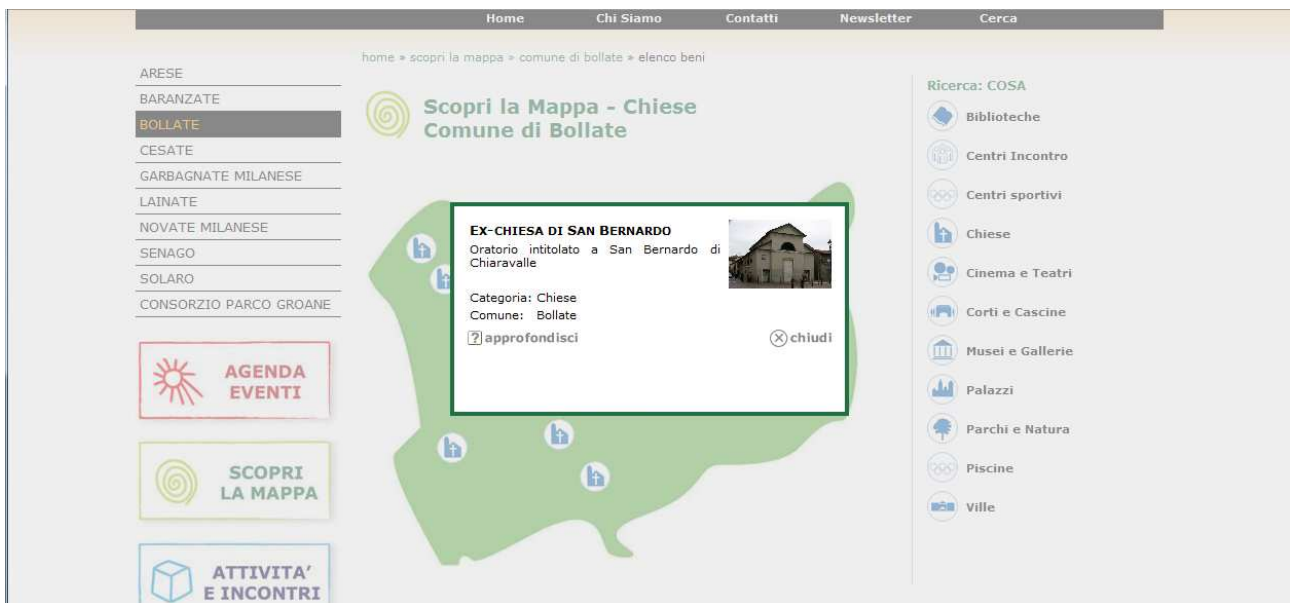 Home Chi Siamo Contatti Newsletter Cerca
home » scopri la mappa » comune di bollate » elenco beni
ARESE
BARANZATE
BOLLATE
CESATE
GARBAGNATE MILANESE
LAINATE
NOVATE MILANESE
SENAGO
SOLARO
CONSORZIO PARCO GROANE
AGENDA
EVENTI
SCOPRI
LA MAPPA
ATTIVITA'
E INCONTRI
Scopri la Mappa - Chiese
Comune di Bollate
EX-CHIESA DI SAN BERNARDO
Oratorio intitolato a San Bernardo di
Chiaravalle
Categoria: Chiese
Comune: Bollate
? approfondisci
chiudi
Ricerca: COSA
Biblioteche
Centri Incontro
Centri sportivi
Chiese
Cinema e Teatri
Corti e Cascine
Musei e Gallerie
Palazzi
Parchi e Natura
Piscine
Ville